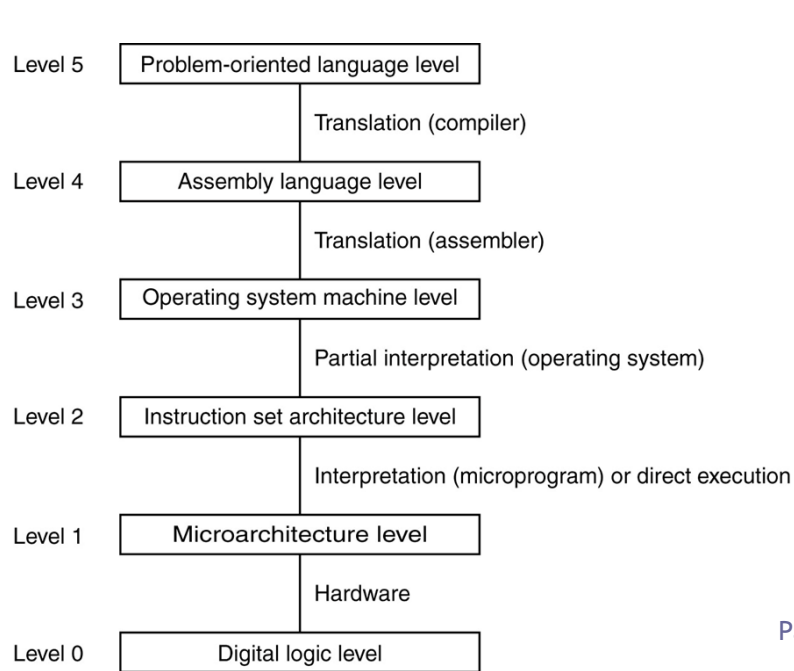 Level 5 Problem-oriented language level
Translation (compiler)
Level 4 Assembly language level
Translation (assembler)
Level 3 Operating system machine level
Partial interpretation (operating system)
Level 2 Instruction set architecture level
Interpretation (microprogram) or direct execution
Level 1 Microarchitecture level
Hardware
P
Level 0 Digital logic level